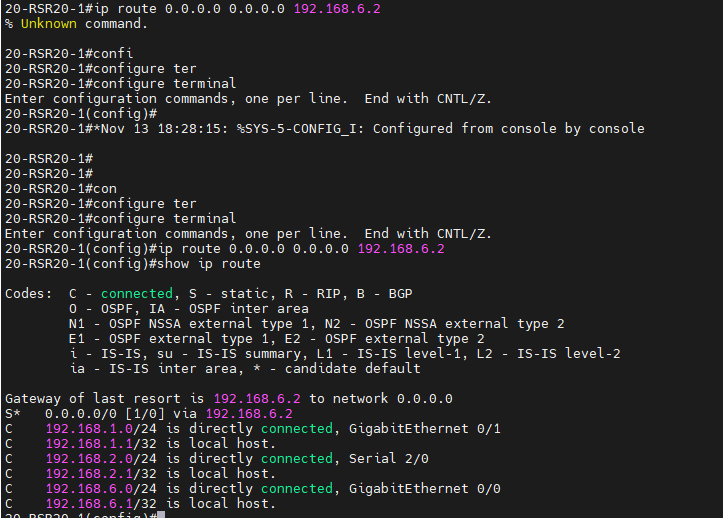 20-RSR20-1#ip route 0.0.0.0 0.0.0.0 192.168.6.2
% Unknown command.
20-RSR20-1#confi
20-RSR20-1#configure ter
20-RSR20-1#configure terminal
Enter configuration commands, one per line.  End with CNTL/Z.
20-RSR20-1(config)#
20-RSR20-1#*Nov 13 18:28:15: %SYS-5-CONFIG_I: Configured from console by console
20-RSR20-1#
20-RSR20-1#
20-RSR20-1#con
20-RSR20-1#configure ter
20-RSR20-1#configure terminal
Enter configuration commands, one per line.  End with CNTL/Z.
20-RSR20-1(config)#ip route 0.0.0.0 0.0.0.0 192.168.6.2
20-RSR20-1(config)#show ip route
Codes:  C - connected, S - static, R - RIP, B - BGP
        O - OSPF, IA - OSPF inter area
        N1 - OSPF NSSA external type 1, N2 - OSPF NSSA external type 2
        E1 - OSPF external type 1, E2 - OSPF external type 2
        i - IS-IS, su - IS-IS summary, L1 - IS-IS level-1, L2 - IS-IS level-2
        ia - IS-IS inter area, * - candidate default
Gateway of last resort is 192.168.6.2 to network 0.0.0.0
S*   0.0.0.0/0 [1/0] via 192.168.6.2
C    192.168.1.0/24 is directly connected, GigabitEthernet 0/1
C    192.168.1.1/32 is local host.
C    192.168.2.0/24 is directly connected, Serial 2/0
C    192.168.2.1/32 is local host.
C    192.168.6.0/24 is directly connected, GigabitEthernet 0/0
C    192.168.6.1/32 is local host.
20-RSR20-1(config)#